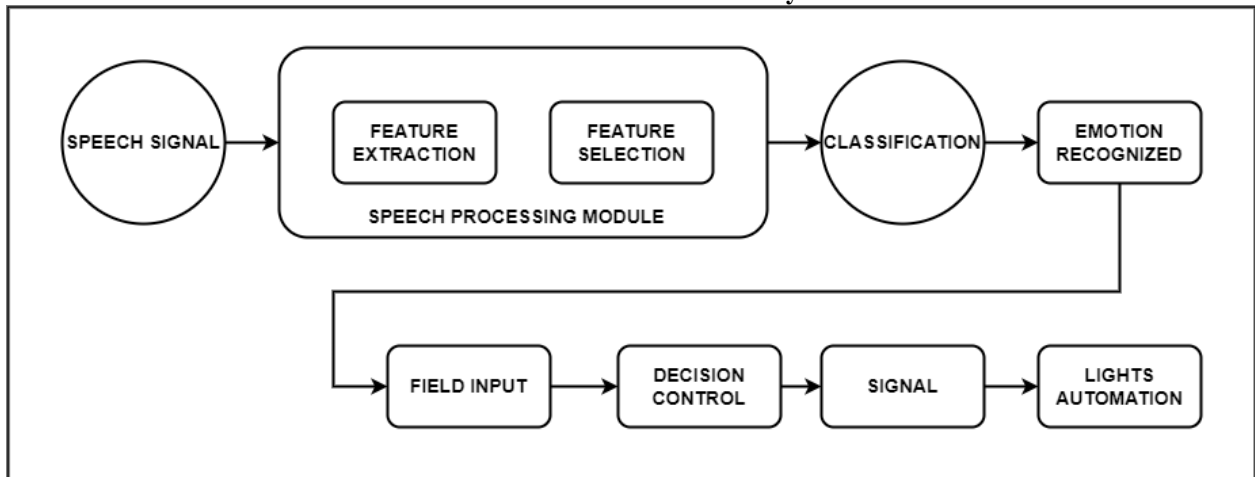 SPEECH SIGNAL
FEATURE
EXTRACTION
FEATURE
SELECTION
SPEECH PROCESSING MODULE
CLASSIFICATION
EMOTION
RECOGNIZED
FIELD INPUT
DECISION
CONTROL
SIGNAL
LIGHTS
AUTOMATION